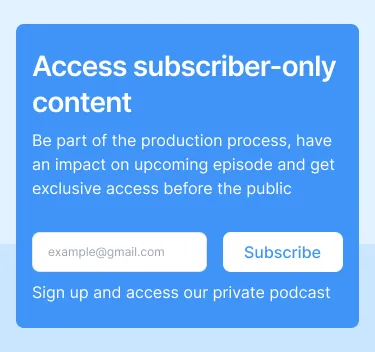 Access subscriber-only
content
Be part of the production process, have
an impact on upcoming episode and get
exclusive access before the public
example@gmail.com
Subscribe
Sign up and access our private podcast